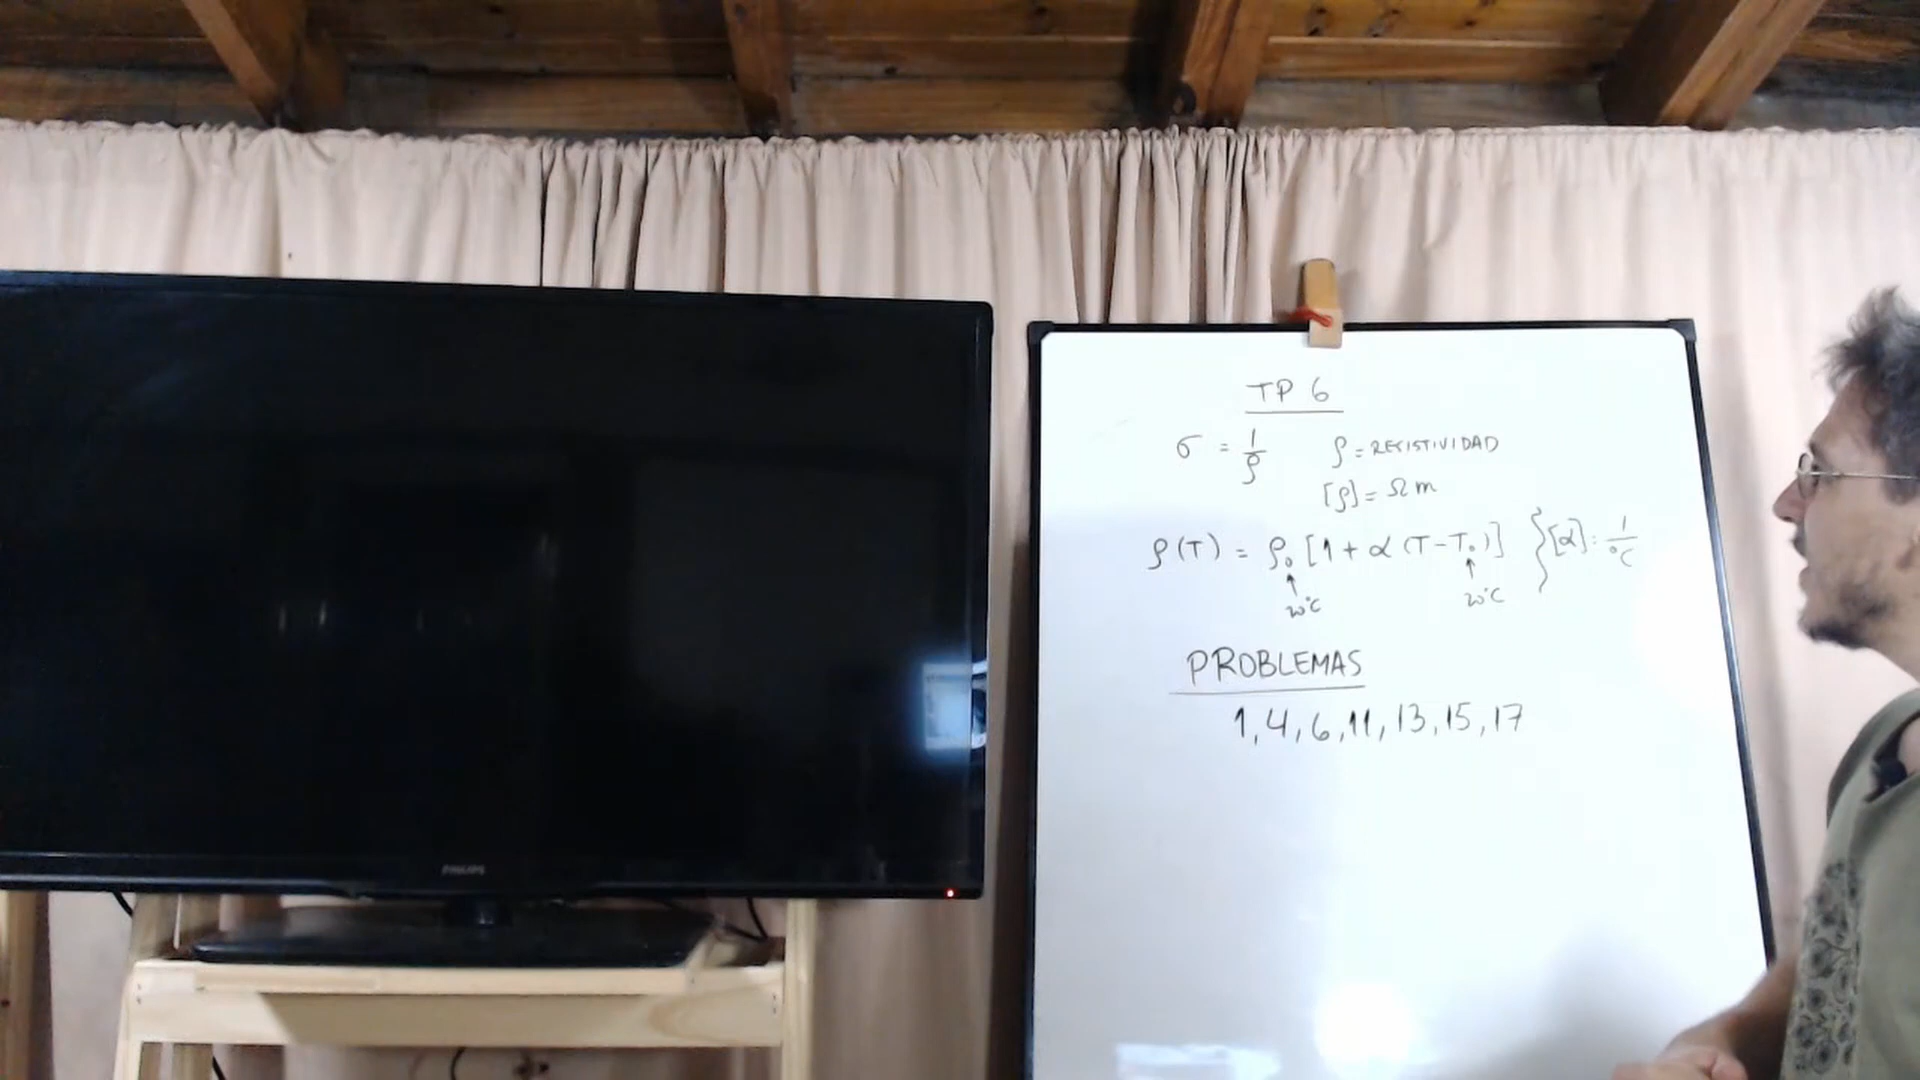 TP 6
σ = 1/ρ   ρ = RESISTIVIDAD
[ρ] = Ω m
ρ(T) = ρ₀ [1 + α (T-T₀)] } [α] = 1/°C
20°C   20°C
PROBLEMAS
1, 4, 6, 11, 13, 15, 17
PHILIPS